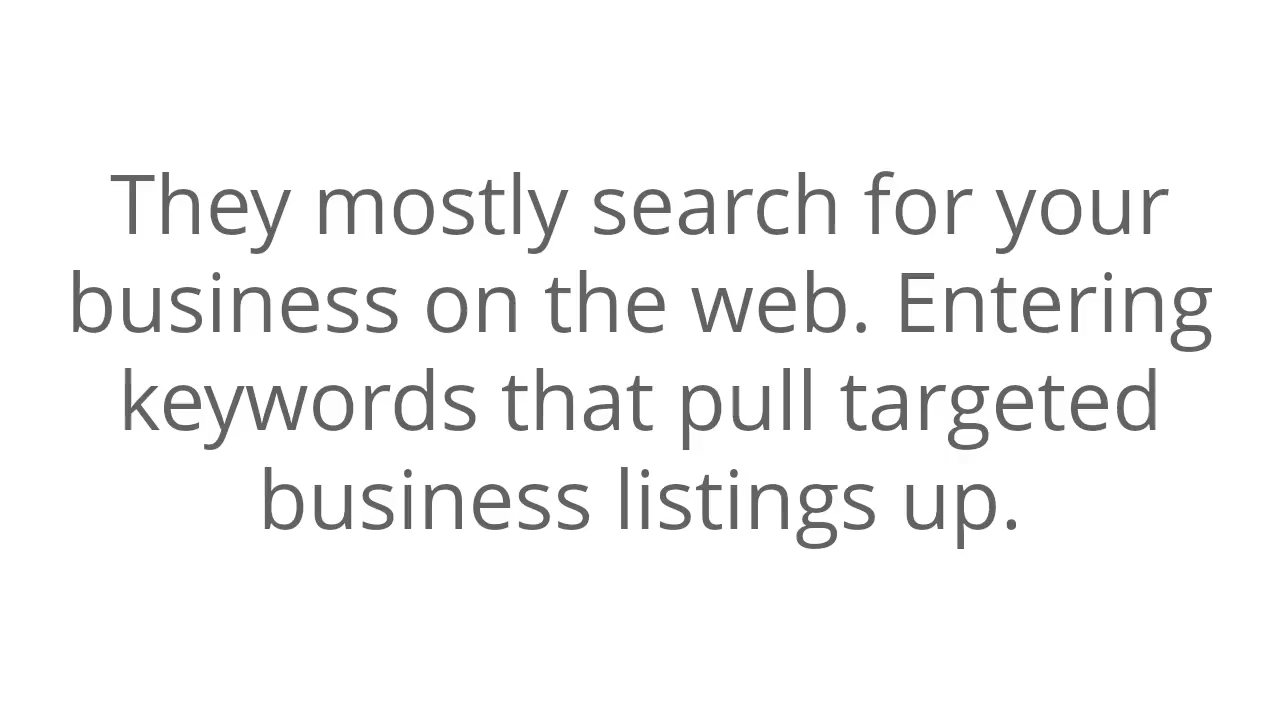 They mostly search for your
business on the web. Entering
keywords that pull targeted
business listings up.